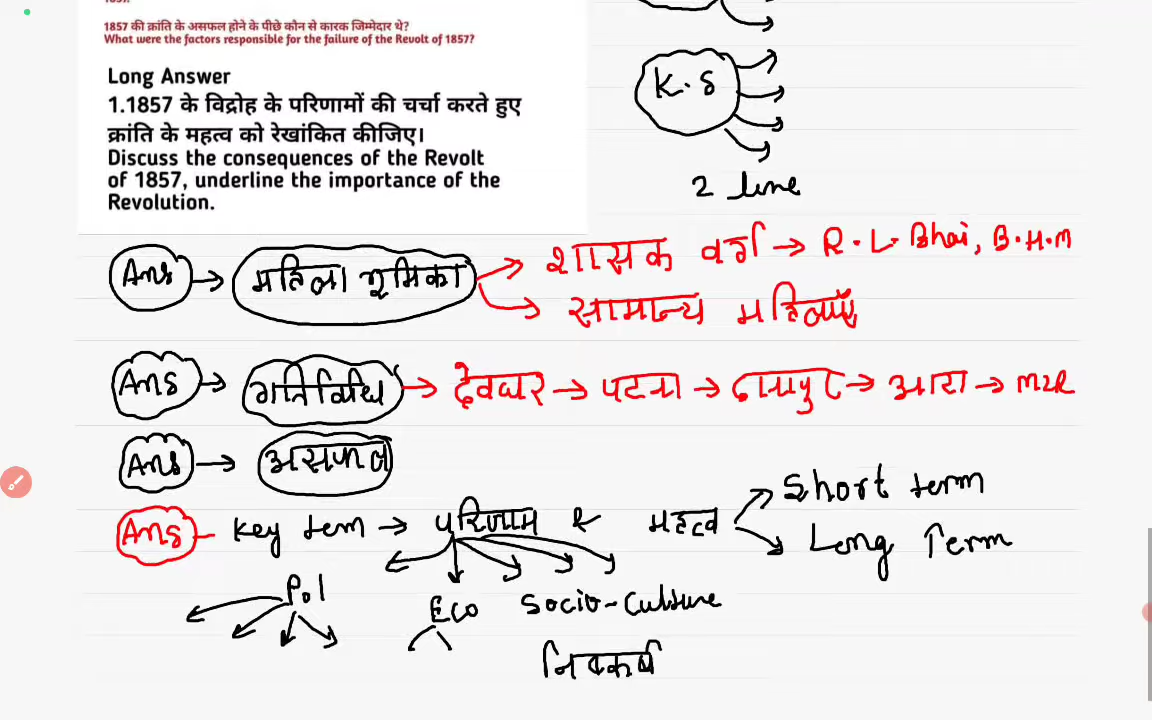 1857 की क्रांति के असफल होने के पीछे कौन से कारक जिम्मेदार थे?
What were the factors responsible for the failure of the Revolt of 1857?
Long Answer
1.1857 के विद्रोह के परिणामों की चर्चा करते हुए
क्रांति के महत्व को रेखांकित कीजिए।
Discuss the consequences of the Revolt
of 1857, underline the importance of the
Revolution.
K.S
2 line
Ans → महिला भूमिका → शासक वर्ग → R.L. Bhai, B.H.M
→ सामान्य महिलाएँ
Ans → गतिविधि → देवघर → पटना → → आरा → MZR
Ans → असफल
Ans - Key tem → परिणाम & महत्व → Short term
→ Long Term
Pol Eco Socio-Culture
निष्कर्ष